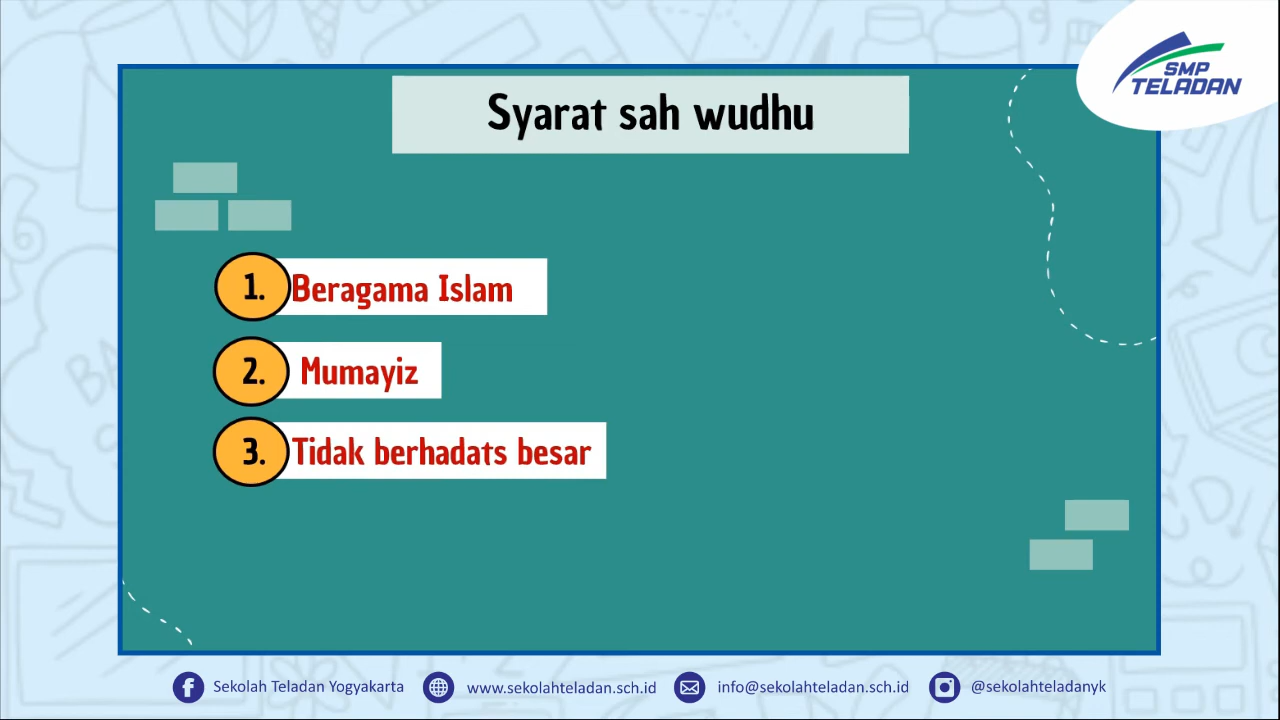 SMP
TELADAN
Syarat sah wudhu
1. Beragama Islam
2. Mumayiz
3. Tidak berhadats besar
Sekolah Teladan Yogyakarta
www.sekolahteladan.sch.id
info@sekolahteladan.sch.id
@sekolahteladanyk